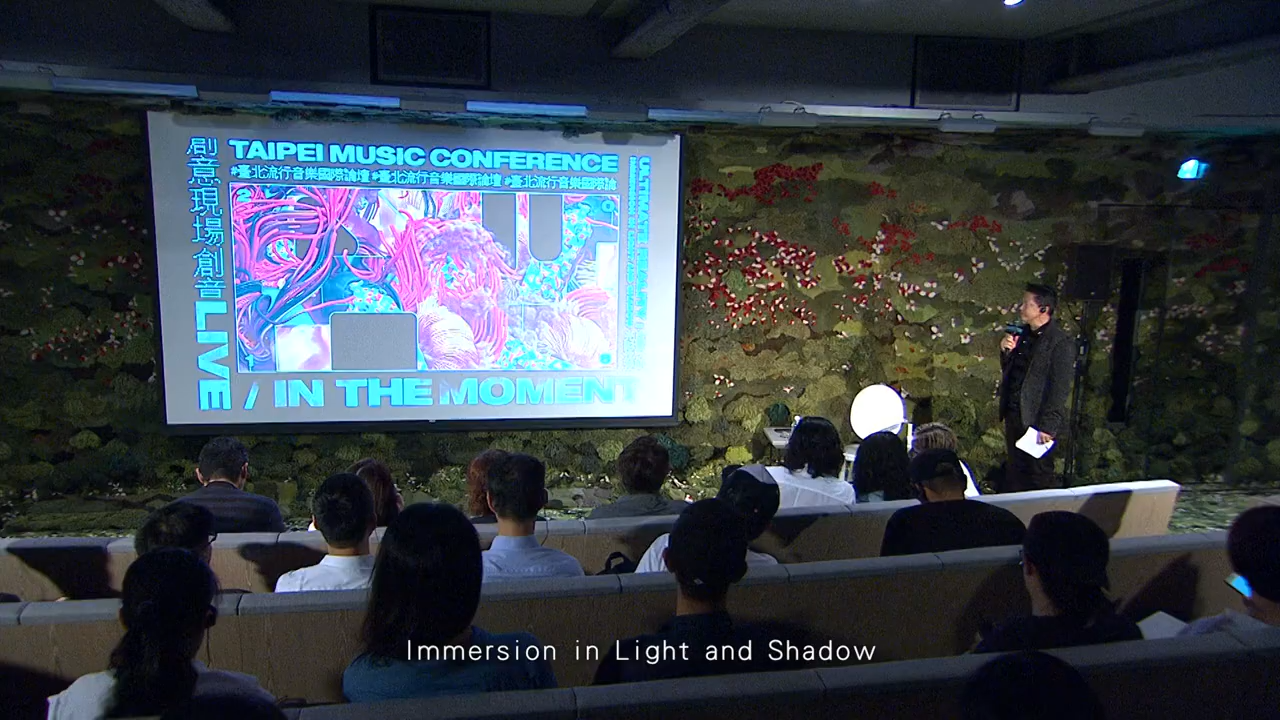 TAIPEI MUSIC CONFERENCE
#臺北流行音樂國際論壇 #臺北流行音樂國際論壇 #臺北流行音樂國際論
創意現場創音
LIVE / IN THE MOMENT
ULTIMATE
Immersion in Light and Shadow